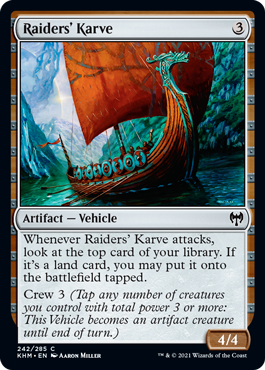 Raiders' Karve 3
Artifact — Vehicle
Whenever Raiders' Karve attacks,
look at the top card of your library. If
it's a land card, you may put it onto
the battlefield tapped.
Crew 3 (Tap any number of creatures
you control with total power 3 or more:
This Vehicle becomes an artifact creature
until end of turn.)
4/4
242/285 C
KHM • EN Aaron Miller
™ & © 2021 Wizards of the Coast